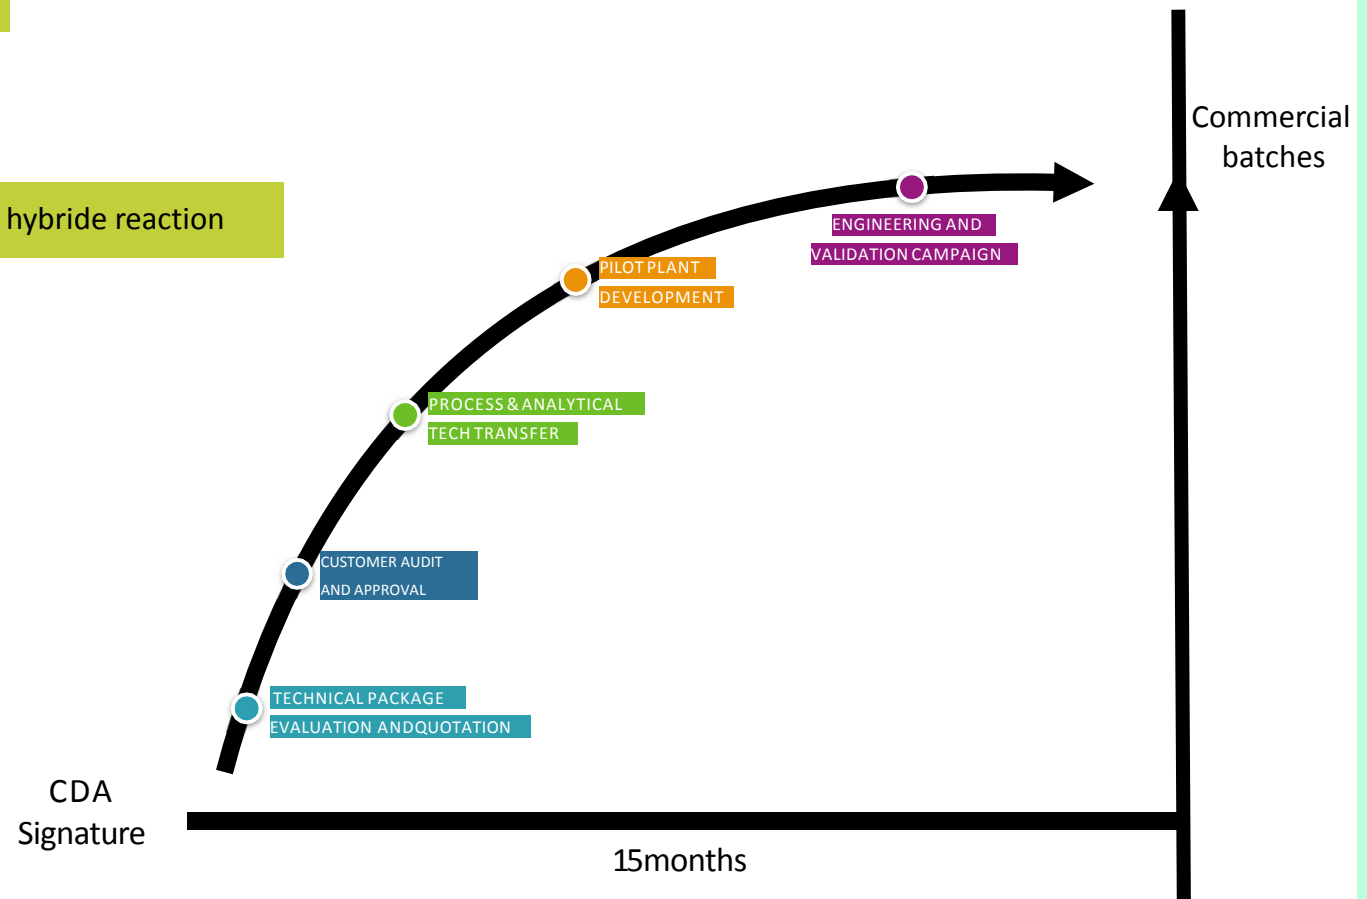 Commercial
batches
hybride reaction
ENGINEERING AND
VALIDATION CAMPAIGN
PILOT PLANT
DEVELOPMENT
PROCESS & ANALYTICAL
TECH TRANSFER
CUSTOMER AUDIT
AND APPROVAL
TECHNICAL PACKAGE
EVALUATION ANDQUOTATION
CDA
Signature
15months